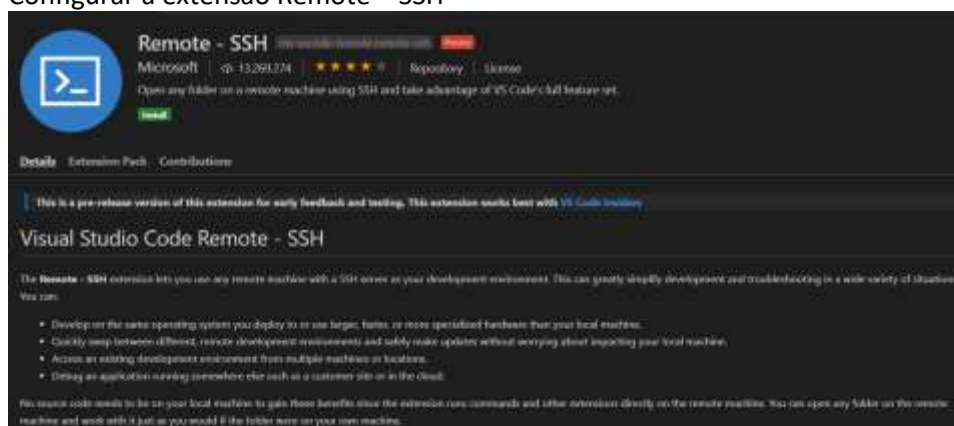 Configurar a extensão Remote – SSH
Remote - SSH
Microsoft 13,269,274 Repository License
Open any folder on a remote machine using SSH and take advantage of VS Code's full feature set.
Install
Details Extension Pack Contributions
This is a pre-release version of this extension for early feedback and testing. This extension works best with VS Code Insiders
Visual Studio Code Remote - SSH
The Remote - SSH extension lets you use any remote machine with a SSH server as your development environment. This can greatly simplify development and troubleshooting in a wide variety of situations
You can:
Develop on the same operating system you deploy to or use larger, faster, or more specialized hardware than your local machine.
Quickly swap between different, remote development environments and safely make updates without worrying about impacting your local machine.
Access an existing development environment from multiple machines or locations.
Debug an application running somewhere else such as a customer site or in the cloud.
No source code needs to be on your local machine to gain these benefits since the extension runs commands and other extensions directly on the remote machine. You can open any folder on the remote
machine and work with it just as you would if the folder were on your own machine.